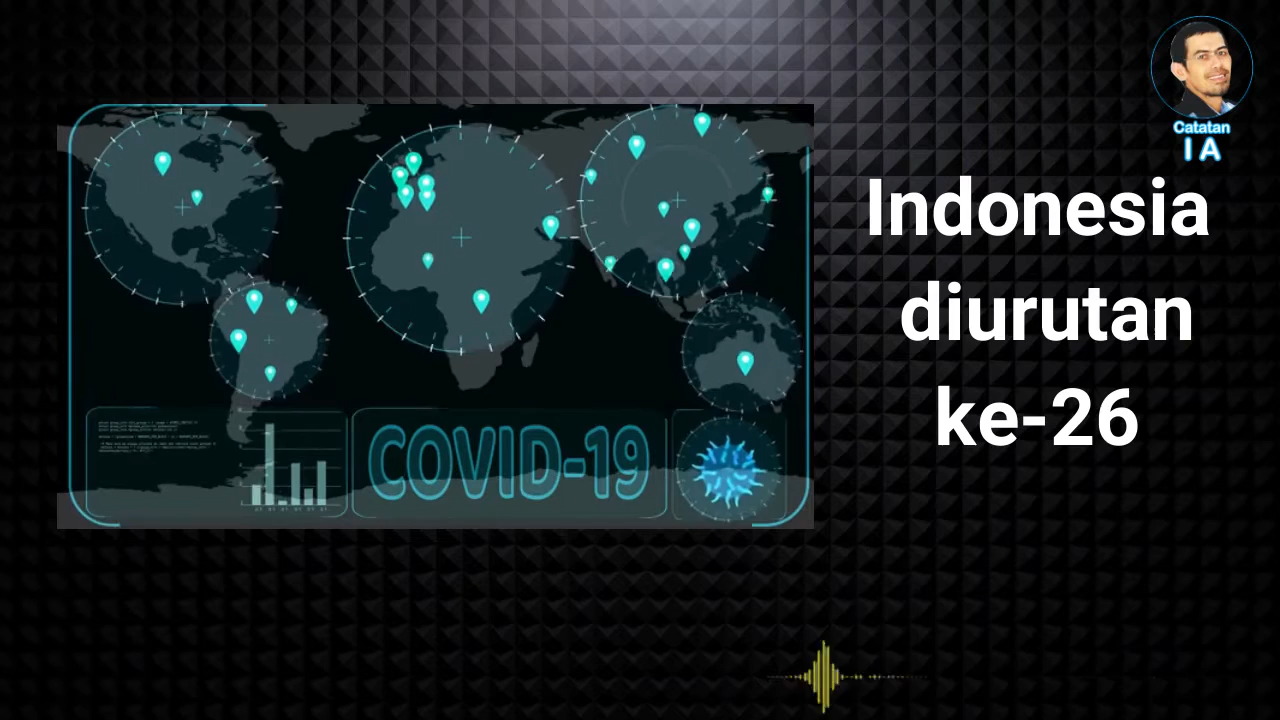 Catatan
I A
Indonesia
diurutan
ke-26
COVID-19